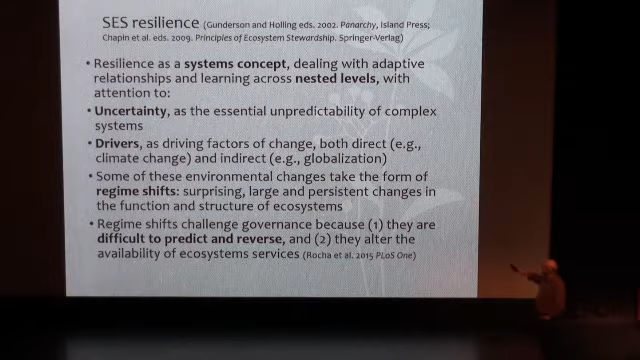 SES resilience (Gunderson and Holling eds. 2002. Panarchy, Island Press;
Chapin et al. eds. 2009. Principles of Ecosystem Stewardship. Springer-Verlag)
• Resilience as a systems concept, dealing with adaptive
relationships and learning across nested levels, with
attention to:
• Uncertainty, as the essential unpredictability of complex
systems
• Drivers, as driving factors of change, both direct (e.g.,
climate change) and indirect (e.g., globalization)
• Some of these environmental changes take the form of
regime shifts: surprising, large and persistent changes in
the function and structure of ecosystems
• Regime shifts challenge governance because (1) they are
difficult to predict and reverse, and (2) they alter the
availability of ecosystems services (Rocha et al. 2015 PLoS One)